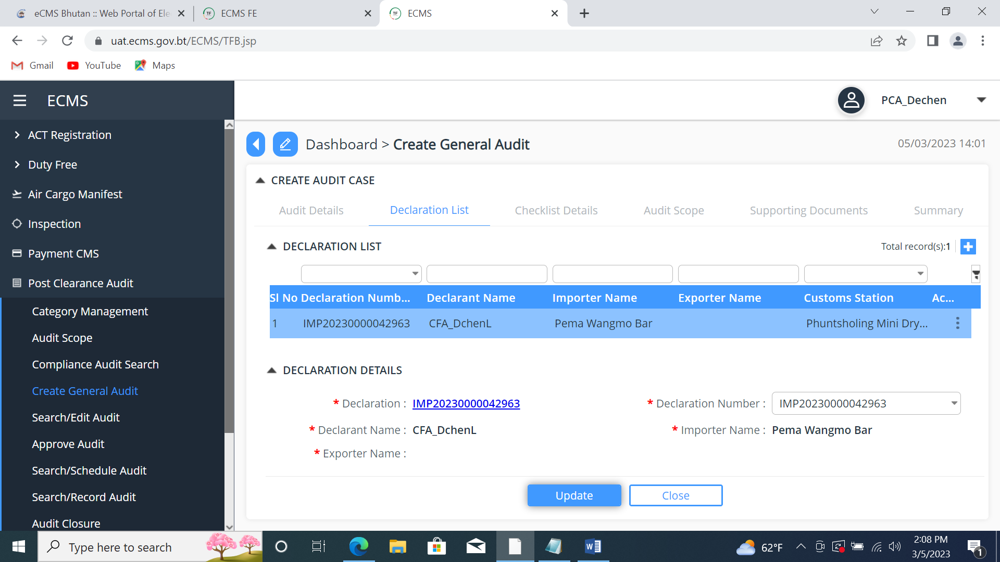 eCMS Bhutan :: Web Portal of Ele
ECMS FE
ECMS
uat.ecms.gov.bt/ECMS/TFB.jsp
Gmail
YouTube
Maps
ECMS
PCA_Dechen
ACT Registration
Duty Free
Air Cargo Manifest
Inspection
Payment CMS
Post Clearance Audit
Category Management
Audit Scope
Compliance Audit Search
Create General Audit
Search/Edit Audit
Approve Audit
Search/Schedule Audit
Search/Record Audit
Audit Closure
Dashboard > Create General Audit
05/03/2023 14:01
CREATE AUDIT CASE
Audit Details Declaration List Checklist Details Audit Scope Supporting Documents Summary
DECLARATION LIST
Total record(s):1
Sl No Declaration Numb... Declarant Name Importer Name Exporter Name Customs Station Ac...
1 IMP20230000042963 CFA_DchenL Pema Wangmo Bar Phuntsholing Mini Dry...
DECLARATION DETAILS
* Declaration : IMP20230000042963 * Declaration Number : IMP20230000042963
* Declarant Name : CFA_DchenL * Importer Name : Pema Wangmo Bar
* Exporter Name :
Update Close
Type here to search
62°F
2:08 PM
3/5/2023
1